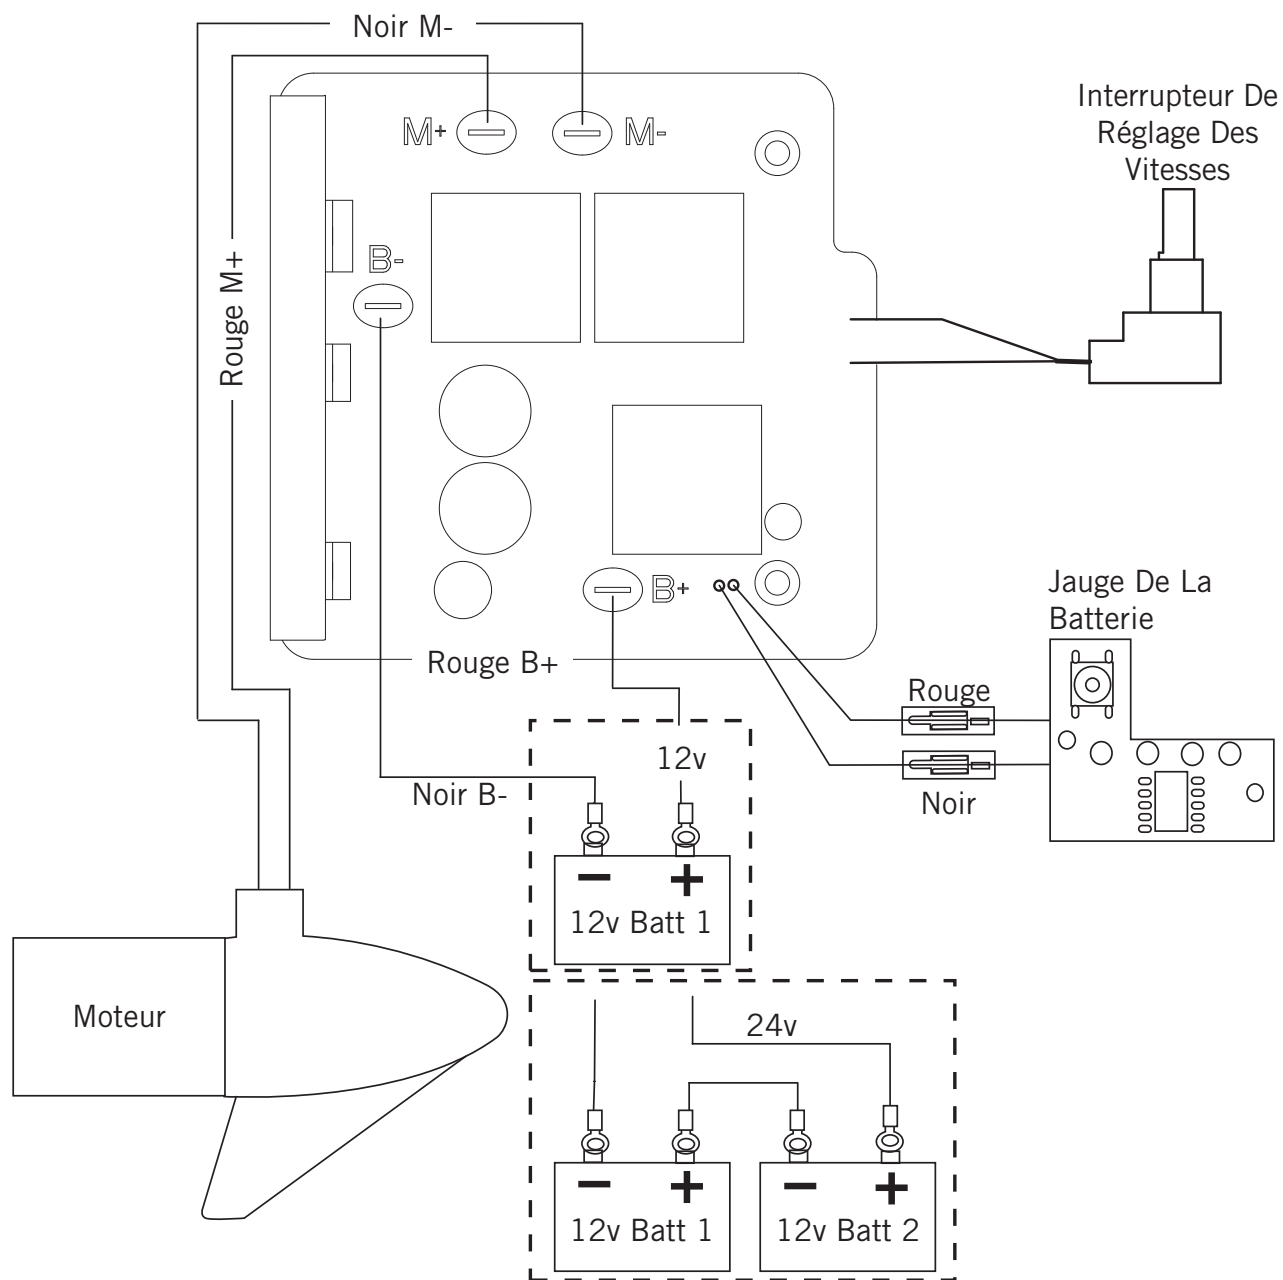 Noir M-
M+
M-
Interrupteur De
Réglage Des
Vitesses
Rouge M+
B-
B+
Jauge De La
Batterie
Rouge B+
Rouge
12v
Noir B-
Noir
- +
12v Batt 1
Moteur
24v
- +
12v Batt 1
- +
12v Batt 2